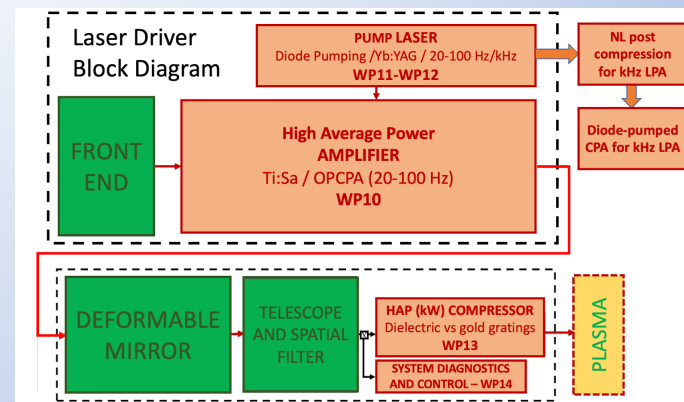 Laser Driver
Block Diagram
PUMP LASER
Diode Pumping /Yb:YAG / 20-100 Hz/kHz
WP11-WP12
NL post
compression
for kHz LPA
Diode-pumped
CPA for kHz LPA
FRONT
END
High Average Power
AMPLIFIER
Ti:Sa / OPCPA (20-100 Hz)
WP10
DEFORMABLE
MIRROR
TELESCOPE
AND SPATIAL
FILTER
HAP (kW) COMPRESSOR
Dielectric vs gold gratings
WP13
SYSTEM DIAGNOSTICS
AND CONTROL – WP14
PLASMA